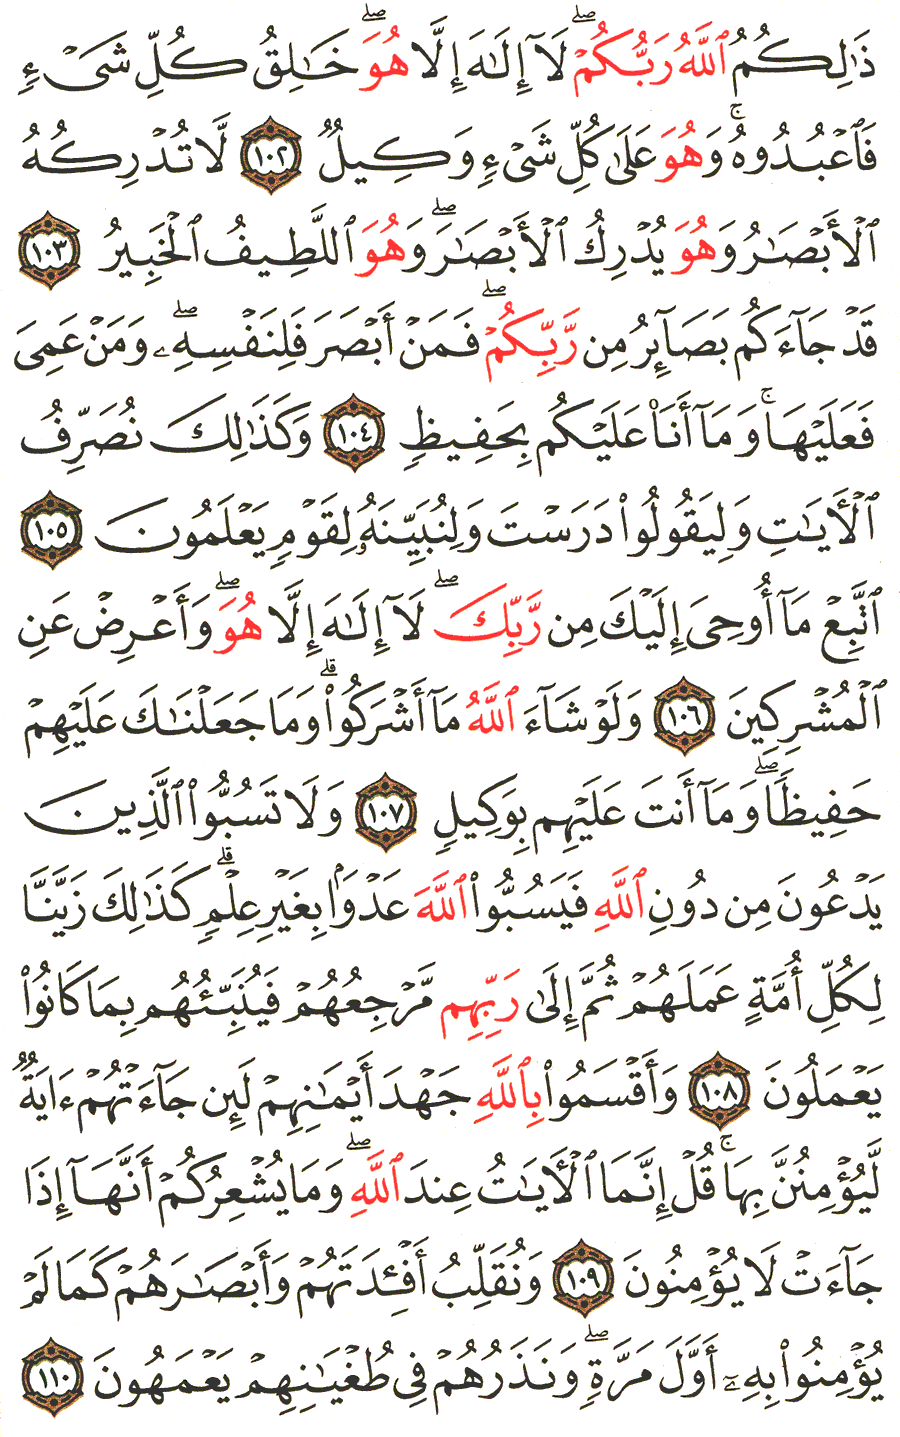 ذَٰلِكُمُ ٱللَّهُ رَبُّكُمْ ۖ لَآ إِلَٰهَ إِلَّا هُوَ ۖ خَٰلِقُ كُلِّ شَىْءٍ
فَٱعْبُدُوهُ ۚ وَهُوَ عَلَىٰ كُلِّ شَىْءٍ وَكِيلٌ ١٠٢ لَّا تُدْرِكُهُ
ٱلْأَبْصَٰرُ وَهُوَ يُدْرِكُ ٱلْأَبْصَٰرَ ۖ وَهُوَ ٱللَّطِيفُ ٱلْخَبِيرُ ١٠٣
قَدْ جَآءَكُم بَصَآئِرُ مِن رَّبِّكُمْ ۖ فَمَنْ أَبْصَرَ فَلِنَفْسِهِۦ ۖ وَمَنْ عَمِىَ
فَعَلَيْهَا ۚ وَمَآ أَنَا۠ عَلَيْكُم بِحَفِيظٍ ١٠٤ وَكَذَٰلِكَ نُصَرِّفُ
ٱلْـَٔايَٰتِ وَلِيَقُولُوا۟ دَرَسْتَ وَلِنُبَيِّنَهُۥ لِقَوْمٍ يَعْلَمُونَ ١٠٥
ٱتَّبِعْ مَآ أُوحِىَ إِلَيْكَ مِن رَّبِّكَ ۖ لَآ إِلَٰهَ إِلَّا هُوَ ۖ وَأَعْرِضْ عَنِ
ٱلْمُشْرِكِينَ ١٠٦ وَلَوْ شَآءَ ٱللَّهُ مَآ أَشْرَكُوا۟ ۗ وَمَا جَعَلْنَٰكَ عَلَيْهِمْ
حَفِيظًا ۖ وَمَآ أَنتَ عَلَيْهِم بِوَكِيلٍ ١٠٧ وَلَا تَسُبُّوا۟ ٱلَّذِينَ
يَدْعُونَ مِن دُونِ ٱللَّهِ فَيَسُبُّوا۟ ٱللَّهَ عَدْوًۢا بِغَيْرِ عِلْمٍ ۗ كَذَٰلِكَ زَيَّنَّا
لِكُلِّ أُمَّةٍ عَمَلَهُمْ ثُمَّ إِلَىٰ رَبِّهِم مَّرْجِعُهُمْ فَيُنَبِّئُهُم بِمَا كَانُوا۟
يَعْمَلُونَ ١٠٨ وَأَقْسَمُوا۟ بِٱللَّهِ جَهْدَ أَيْمَٰنِهِمْ لَئِن جَآءَتْهُمْ ءَايَةٌ
لَّيُؤْمِنُنَّ بِهَا ۚ قُلْ إِنَّمَا ٱلْـَٔايَٰتُ عِندَ ٱللَّهِ ۖ وَمَا يُشْعِرُكُمْ أَنَّهَآ إِذَا
جَآءَتْ لَا يُؤْمِنُونَ ١٠٩ وَنُقَلِّبُ أَفْـِٔدَتَهُمْ وَأَبْصَٰرَهُمْ كَمَا لَمْ
يُؤْمِنُوا۟ بِهِۦٓ أَوَّلَ مَرَّةٍ ۖ وَنَذَرُهُمْ فِى طُغْيَٰنِهِمْ يَعْمَهُونَ ١١٠